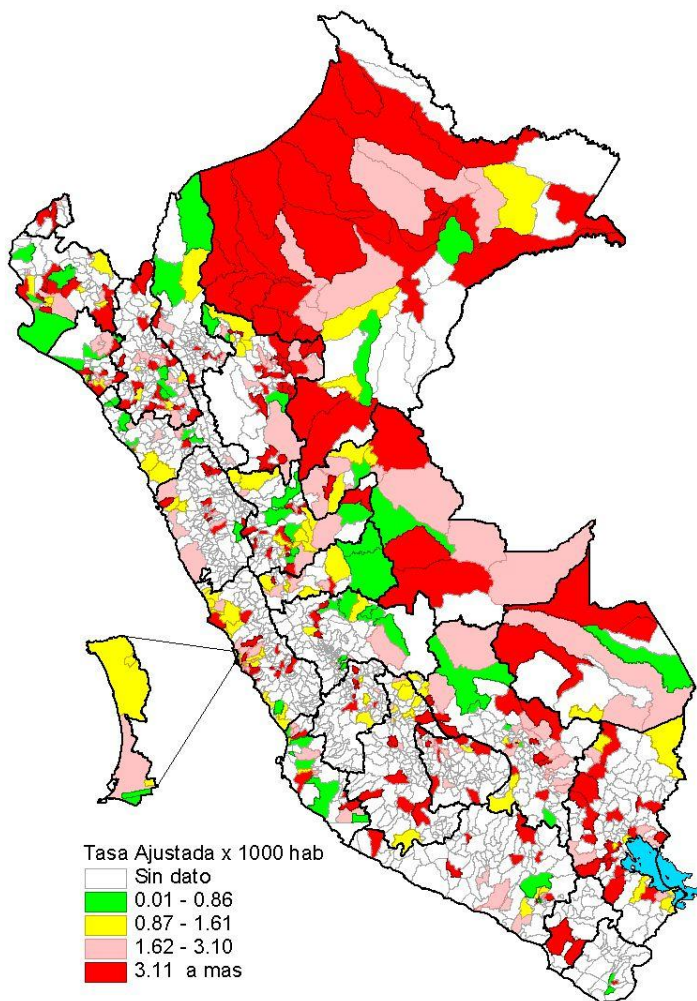 Tasa Ajustada x 1000 hab
Sin dato
0.01 - 0.86
0.87 - 1.61
1.62 - 3.10
3.11 a mas